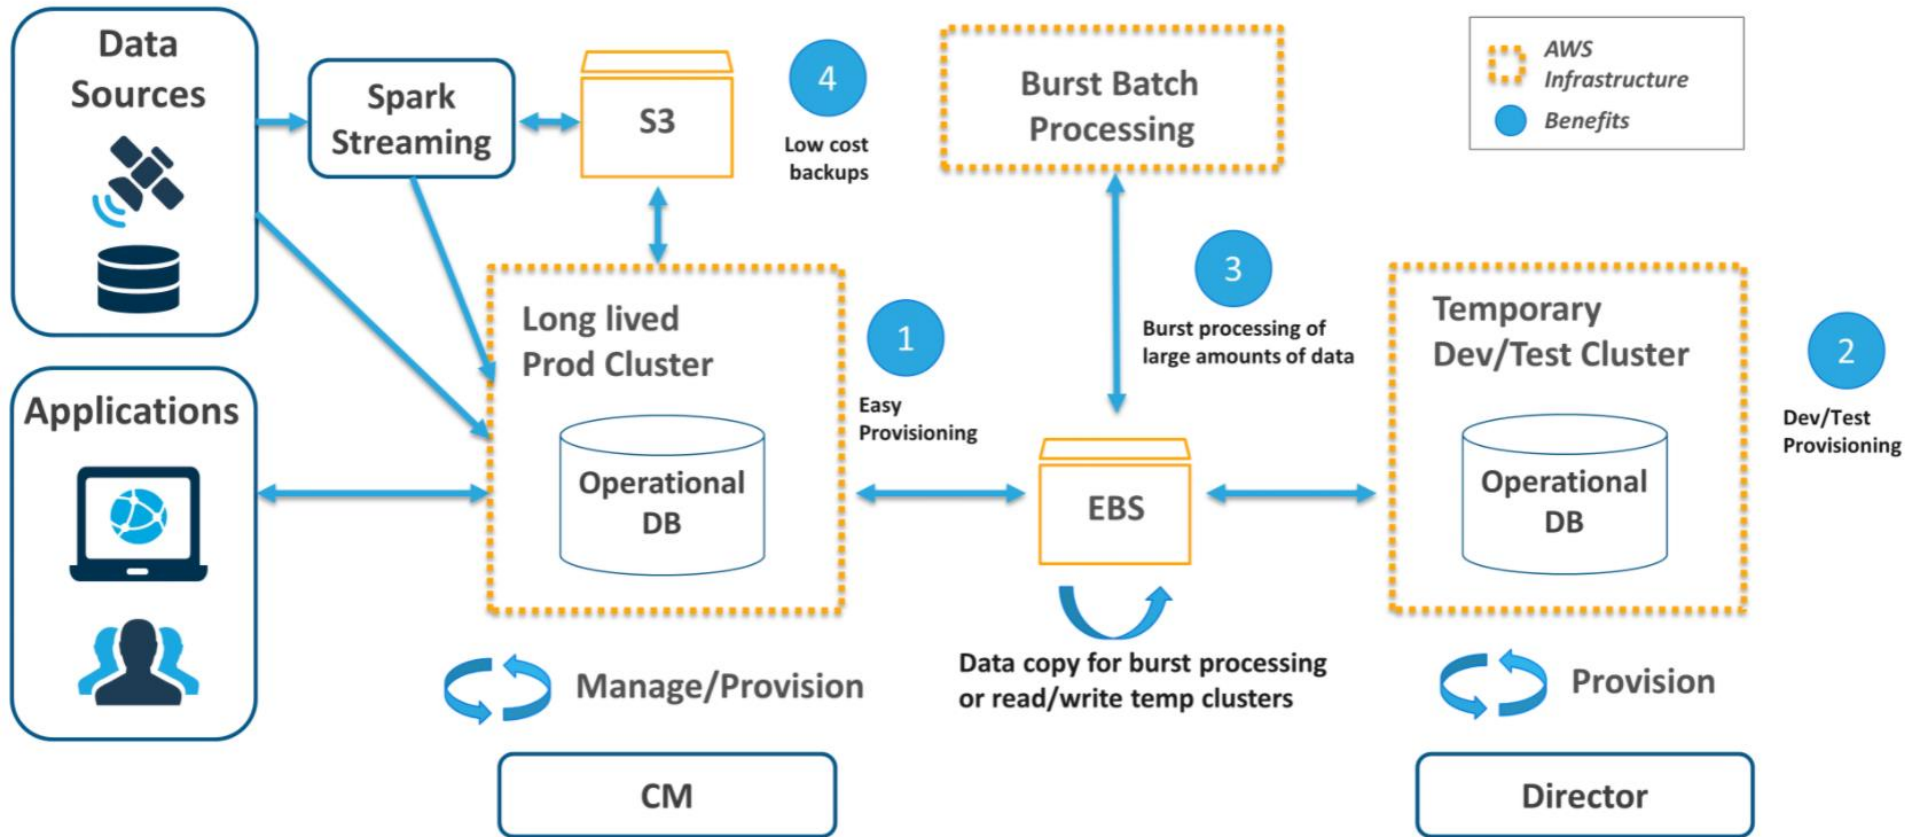 Data
Sources
Spark
Streaming
S3
4
Low cost
backups
Burst Batch
Processing
AWS
Infrastructure
Benefits
Long lived
Prod Cluster
Operational
DB
1
Easy
Provisioning
3
Burst processing of
large amounts of data
Temporary
Dev/Test Cluster
Operational
DB
2
Dev/Test
Provisioning
Applications
EBS
Data copy for burst processing
or read/write temp clusters
Manage/Provision
Provision
CM
Director